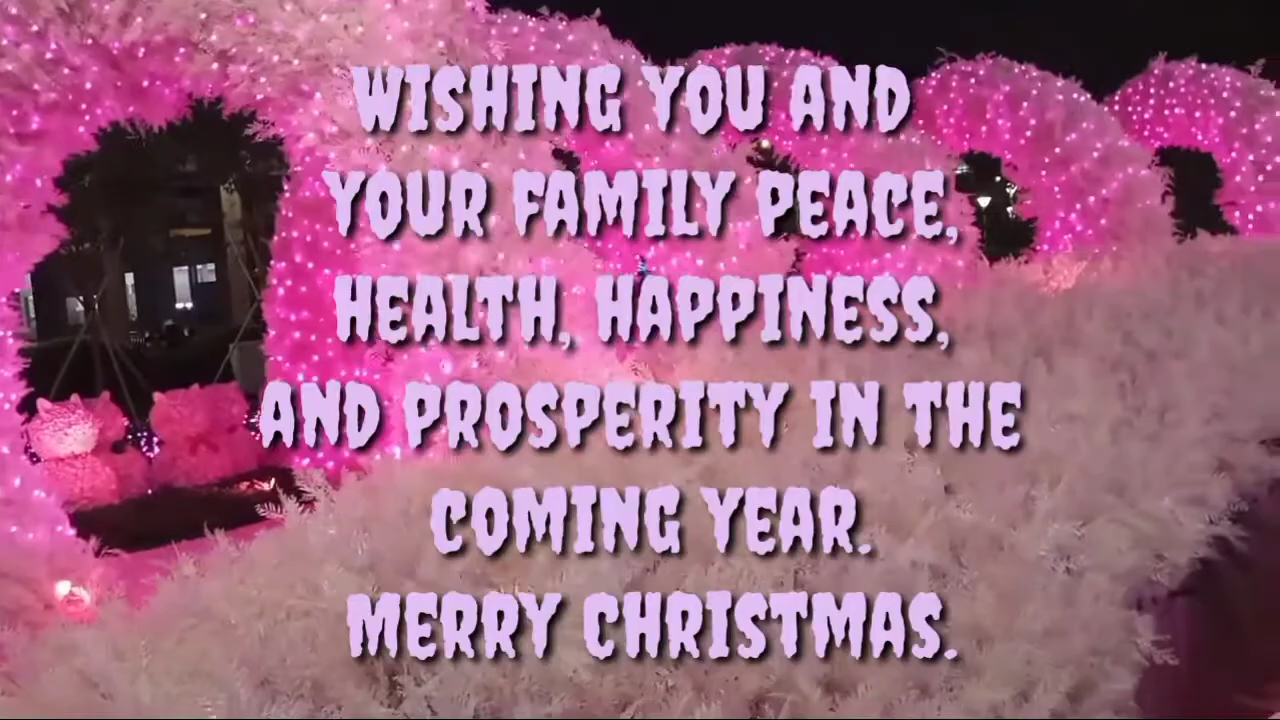 WISHING YOU AND
YOUR FAMILY PEACE,
HEALTH, HAPPINESS,
AND PROSPERITY IN THE
COMING YEAR.
MERRY CHRISTMAS.